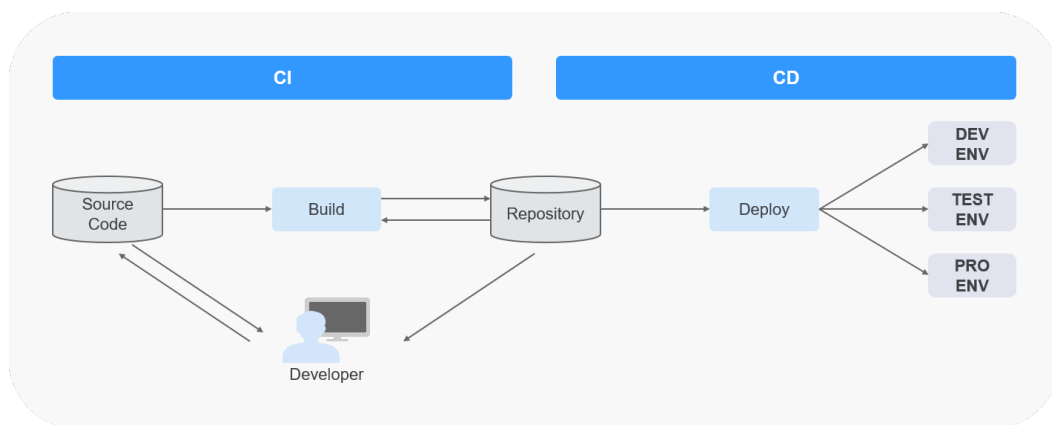 CI
CD
Source
Code
Build
Repository
Deploy
DEV
ENV
TEST
ENV
PRO
ENV
Developer